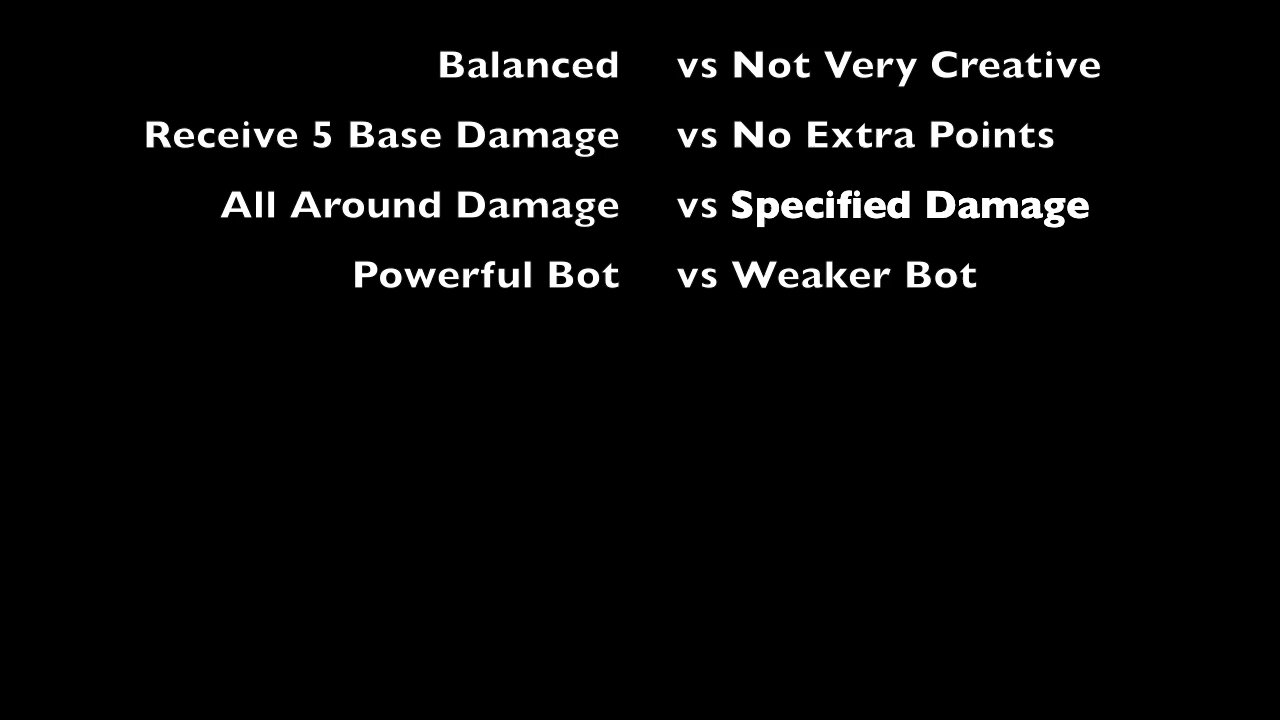 Balanced vs Not Very Creative
Receive 5 Base Damage vs No Extra Points
All Around Damage vs Specified Damage
Powerful Bot vs Weaker Bot